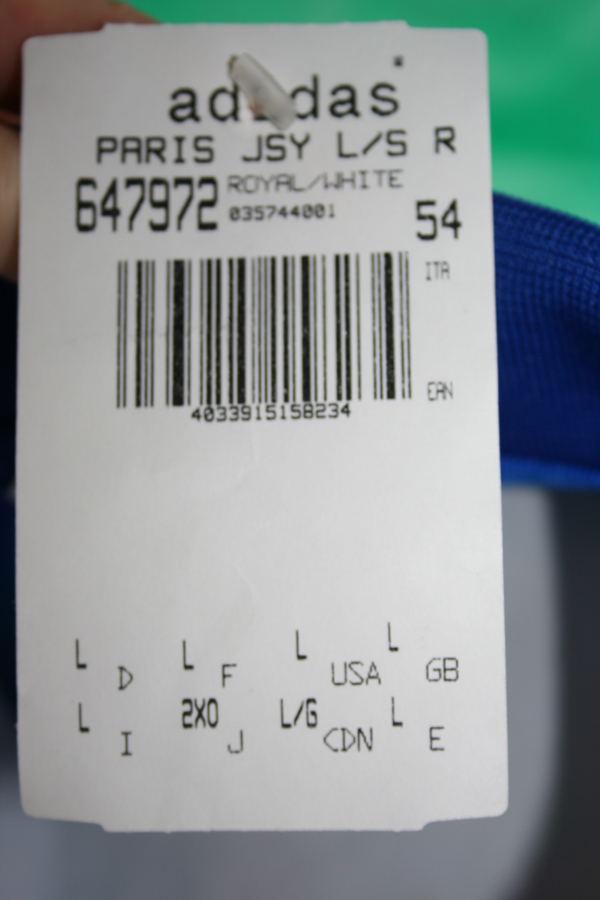 adidas
PARIS JSY L/S R
647972 ROYAL/WHITE
035744001 54
ITA
EAN
4033915158234
L D L F L USA L GB
L I 2XO J L/G CDN L E